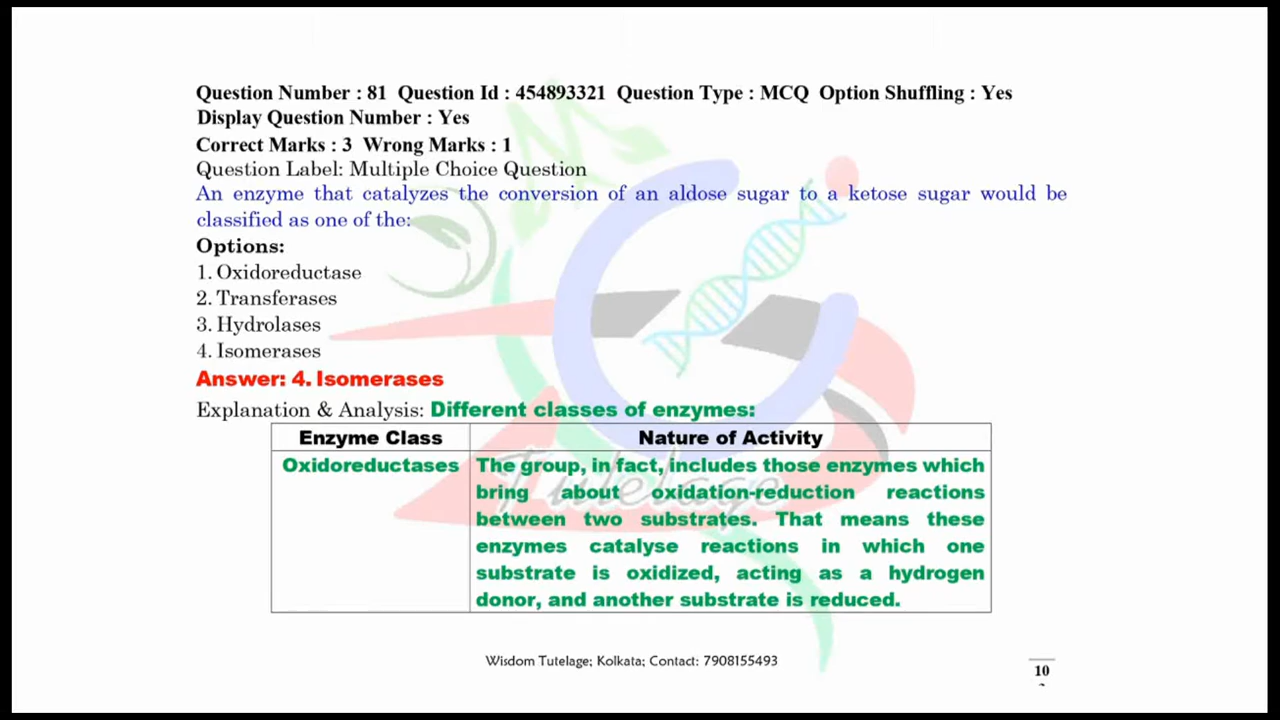 Question Number : 81 Question Id : 454893321 Question Type : MCQ Option Shuffling : Yes
Display Question Number : Yes
Correct Marks : 3 Wrong Marks : 1
Question Label: Multiple Choice Question
An enzyme that catalyzes the conversion of an aldose sugar to a ketose sugar would be
classified as one of the:
Options:
1. Oxidoreductase
2. Transferases
3. Hydrolases
4. Isomerases
Answer: 4. Isomerases
Explanation & Analysis: Different classes of enzymes:
Enzyme Class Nature of Activity
Oxidoreductases The group, in fact, includes those enzymes which
bring about oxidation-reduction reactions
between two substrates. That means these
enzymes catalyse reactions in which one
substrate is oxidized, acting as a hydrogen
donor, and another substrate is reduced.
Tutelage
Wisdom Tutelage; Kolkata; Contact: 7908155493
10